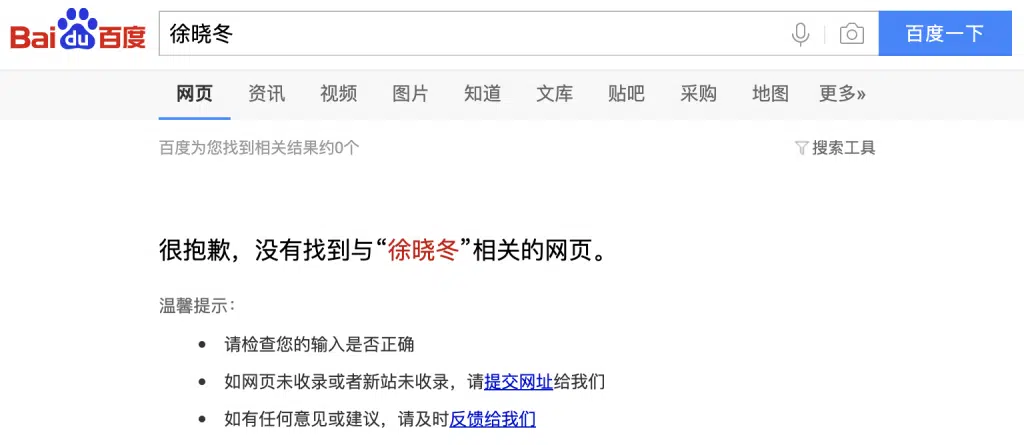 Bai du 百度 徐晓冬 百度一下
网页 资讯 视频 图片 知道 文库 贴吧 采购 地图 更多»
百度为您找到相关结果约0个 搜索工具
很抱歉，没有找到与“徐晓冬”相关的网页。
温馨提示：
• 请检查您的输入是否正确
• 如网页未收录或者新站未收录，请提交网址给我们
• 如有任何意见或建议，请及时反馈给我们